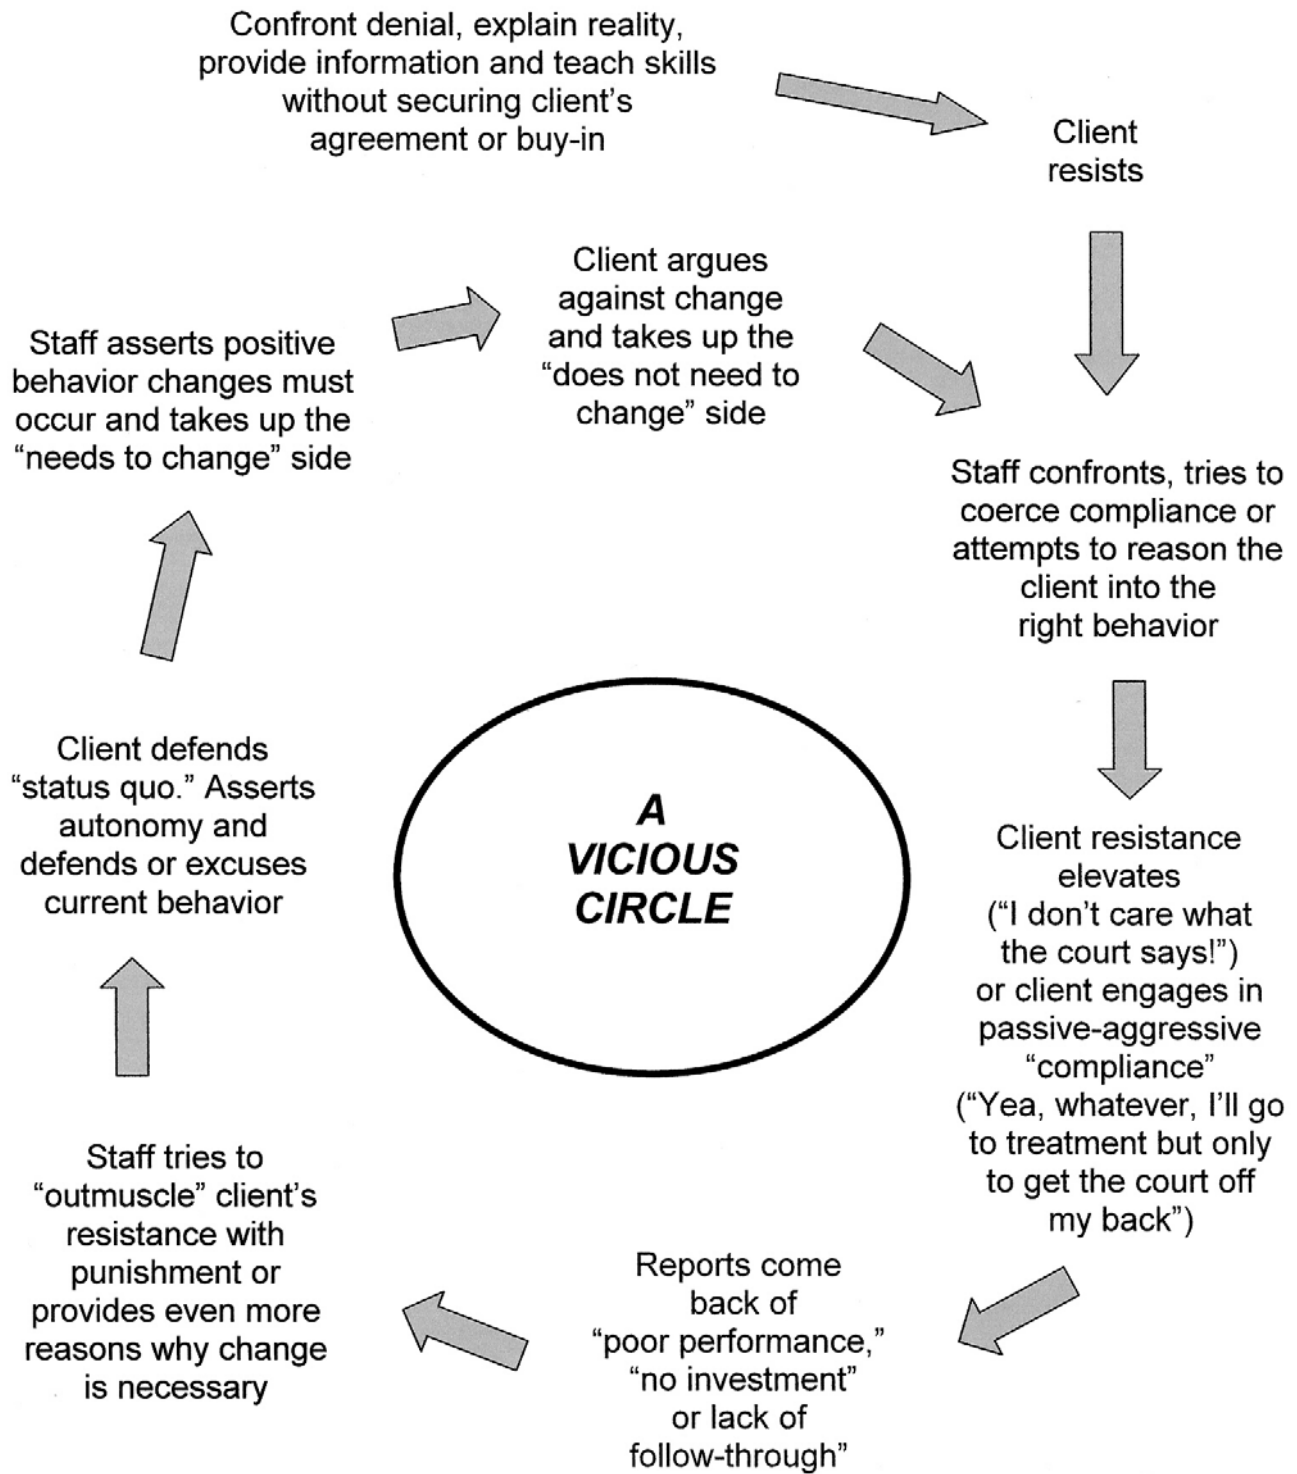 Confront denial, explain reality,
provide information and teach skills
without securing client’s
agreement or buy-in
Client
resists
Staff confronts, tries to
coerce compliance or
attempts to reason the
client into the
right behavior
Client resistance
elevates
(“I don’t care what
the court says!”)
or client engages in
passive-aggressive
“compliance”
(“Yea, whatever, I’ll go
to treatment but only
to get the court off
my back”)
Reports come
back of
“poor performance,”
“no investment”
or lack of
follow-through”
Staff tries to
“outmuscle” client’s
resistance with
punishment or
provides even more
reasons why change
is necessary
Client defends
“status quo.” Asserts
autonomy and
defends or excuses
current behavior
Staff asserts positive
behavior changes must
occur and takes up the
“needs to change” side
Client argues
against change
and takes up the
“does not need to
change” side
A
VICIOUS
CIRCLE